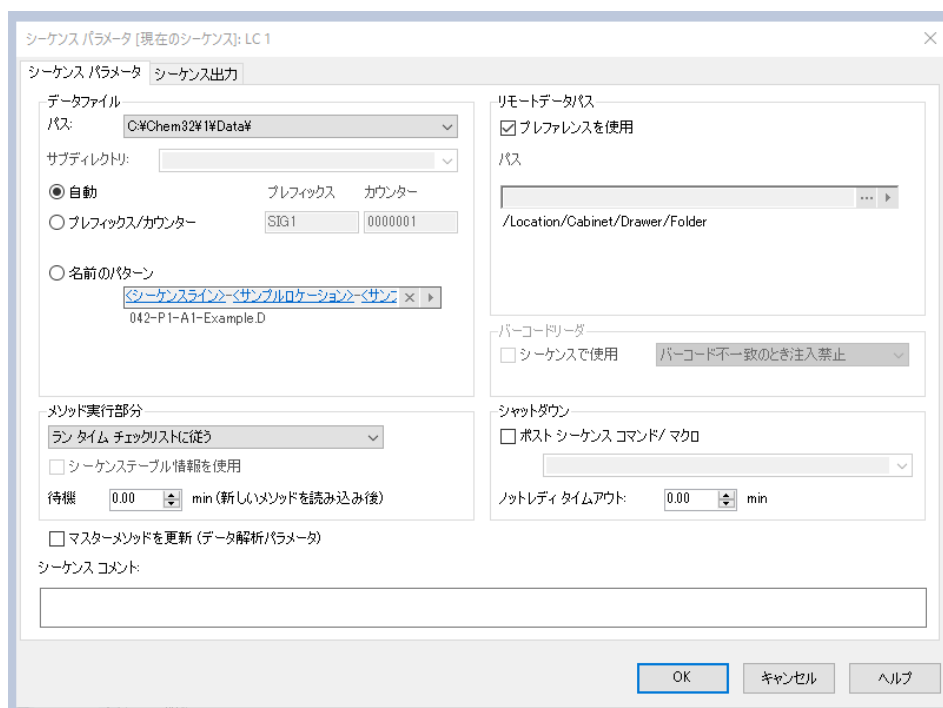 シーケンス パラメータ [現在のシーケンス]: LC 1
シーケンス パラメータ
シーケンス出力
データファイル
パス:
C:¥Chem32¥1¥Data¥
サブディレクトリ:
自動
プレフィックス
カウンター
プレフィックス/カウンター
SIG1
0000001
名前のパターン
<シーケンスライン>-<サンプルロケーション>-<サンプ
042-P1-A1-Example.D
リモートデータパス
プレファレンスを使用
パス
...
/Location/Cabinet/Drawer/Folder
バーコードリーダ
シーケンスで使用
バーコード不一致のとき注入禁止
メソッド実行部分
ラン タイム チェックリストに従う
シーケンステーブル情報を使用
待機
0.00
min (新しいメソッドを読み込み後)
シャットダウン
ポスト シーケンス コマンド/ マクロ
ノットレディ タイムアウト:
0.00
min
マスターメソッドを更新 (データ解析パラメータ)
シーケンス コメント:
OK
キャンセル
ヘルプ